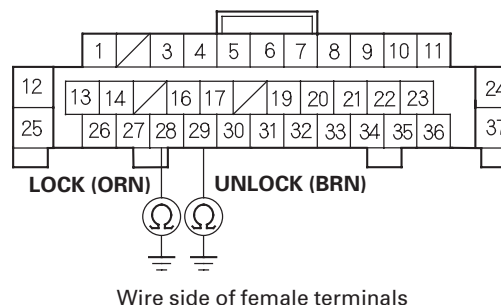 1 3 4 5 6 7 8 9 10 11
12 13 14 16 17 19 20 21 22 23 24
25 26 27 28 29 30 31 32 33 34 35 36 37
LOCK (ORN) UNLOCK (BRN)
Ω Ω
Wire side of female terminals